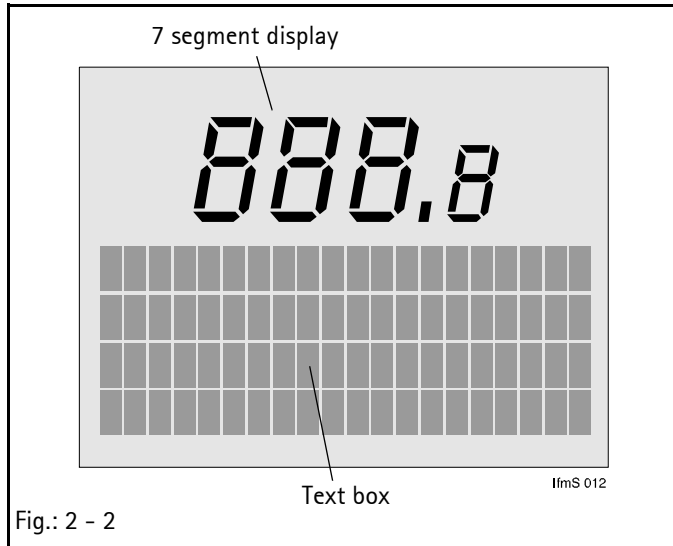 7 segment display
888.8
Text box
IfmS 012
Fig.: 2 - 2